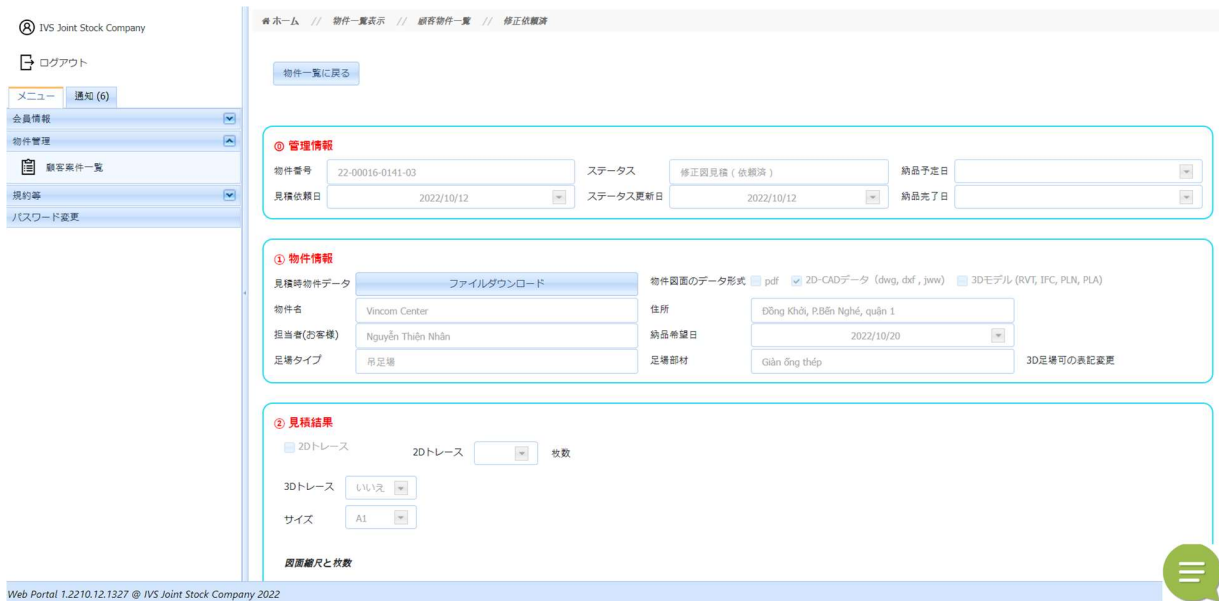 IVS Joint Stock Company
ログアウト
メニュー 通知 (6)
会員情報
物件管理
顧客案件一覧
規約等
パスワード変更
ホーム // 物件一覧表示 // 顧客物件一覧 // 修正依頼済
物件一覧に戻る
⓪ 管理情報
物件番号 22-00016-0141-03 ステータス 修正図見積 ( 依頼済 ) 納品予定日
見積依頼日 2022/10/12 ステータス更新日 2022/10/12 納品完了日
① 物件情報
見積時物件データ ファイルダウンロード 物件図面のデータ形式 pdf 2D-CADデータ (dwg, dxf , jww) 3Dモデル (RVT, IFC, PLN, PLA)
物件名 Vincom Center 住所 Đồng Khởi, P.Bến Nghé, quận 1
担当者(お客様) Nguyễn Thiên Nhân 納品希望日 2022/10/20
足場タイプ 吊足場 足場部材 Giàn ống thép 3D足場可の表記変更
② 見積結果
2Dトレース 2Dトレース 枚数
3Dトレース いいえ
サイズ A1
図面縮尺と枚数
Web Portal 1.2210.12.1327 @ IVS Joint Stock Company 2022